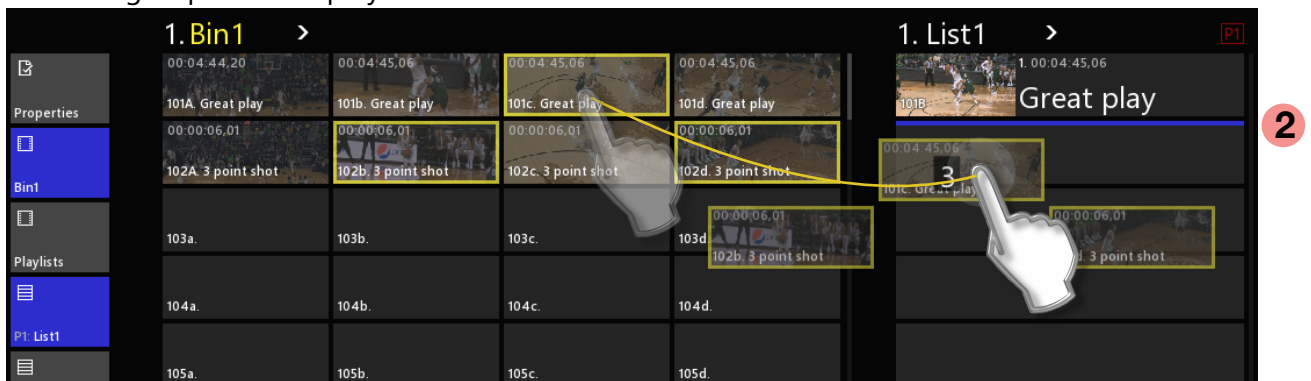 1. Bin1 >
1. List1 >
P1
Properties
Bin1
Playlists
P1: List1
00:04:44,20
101A. Great play
00:04:45,06
101b. Great play
00:04:45,06
101c. Great play
00:04:45,06
101d. Great play
00:00:06,01
102A. 3 point shot
00:00:06,01
102b. 3 point shot
00:00:06,01
102c. 3 point shot
00:00:06,01
102d. 3 point shot
103a.
103b.
103c.
103d.
104a.
104b.
104c.
104d.
105a.
105b.
105c.
105d.
101B
1. 00:04:45,06
Great play
00:04:45,06
3
101c. Great play
00:00:06,01
102b. 3 point shot
00:00:06,01
3 point shot
2